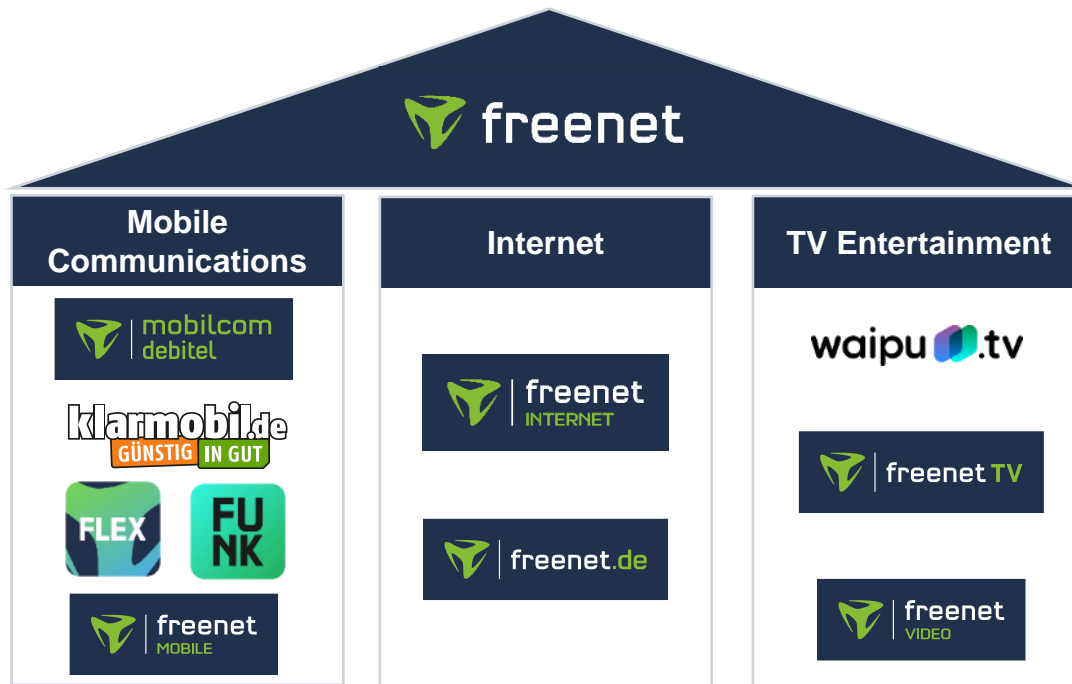 freenet
Mobile
Communications
mobilcom
debitel
klarmobil.de
GÜNSTIG IN GUT
FLEX
FU
NK
freenet
MOBILE
Internet
freenet
INTERNET
freenet.de
TV Entertainment
waipu.tv
freenet TV
freenet
VIDEO